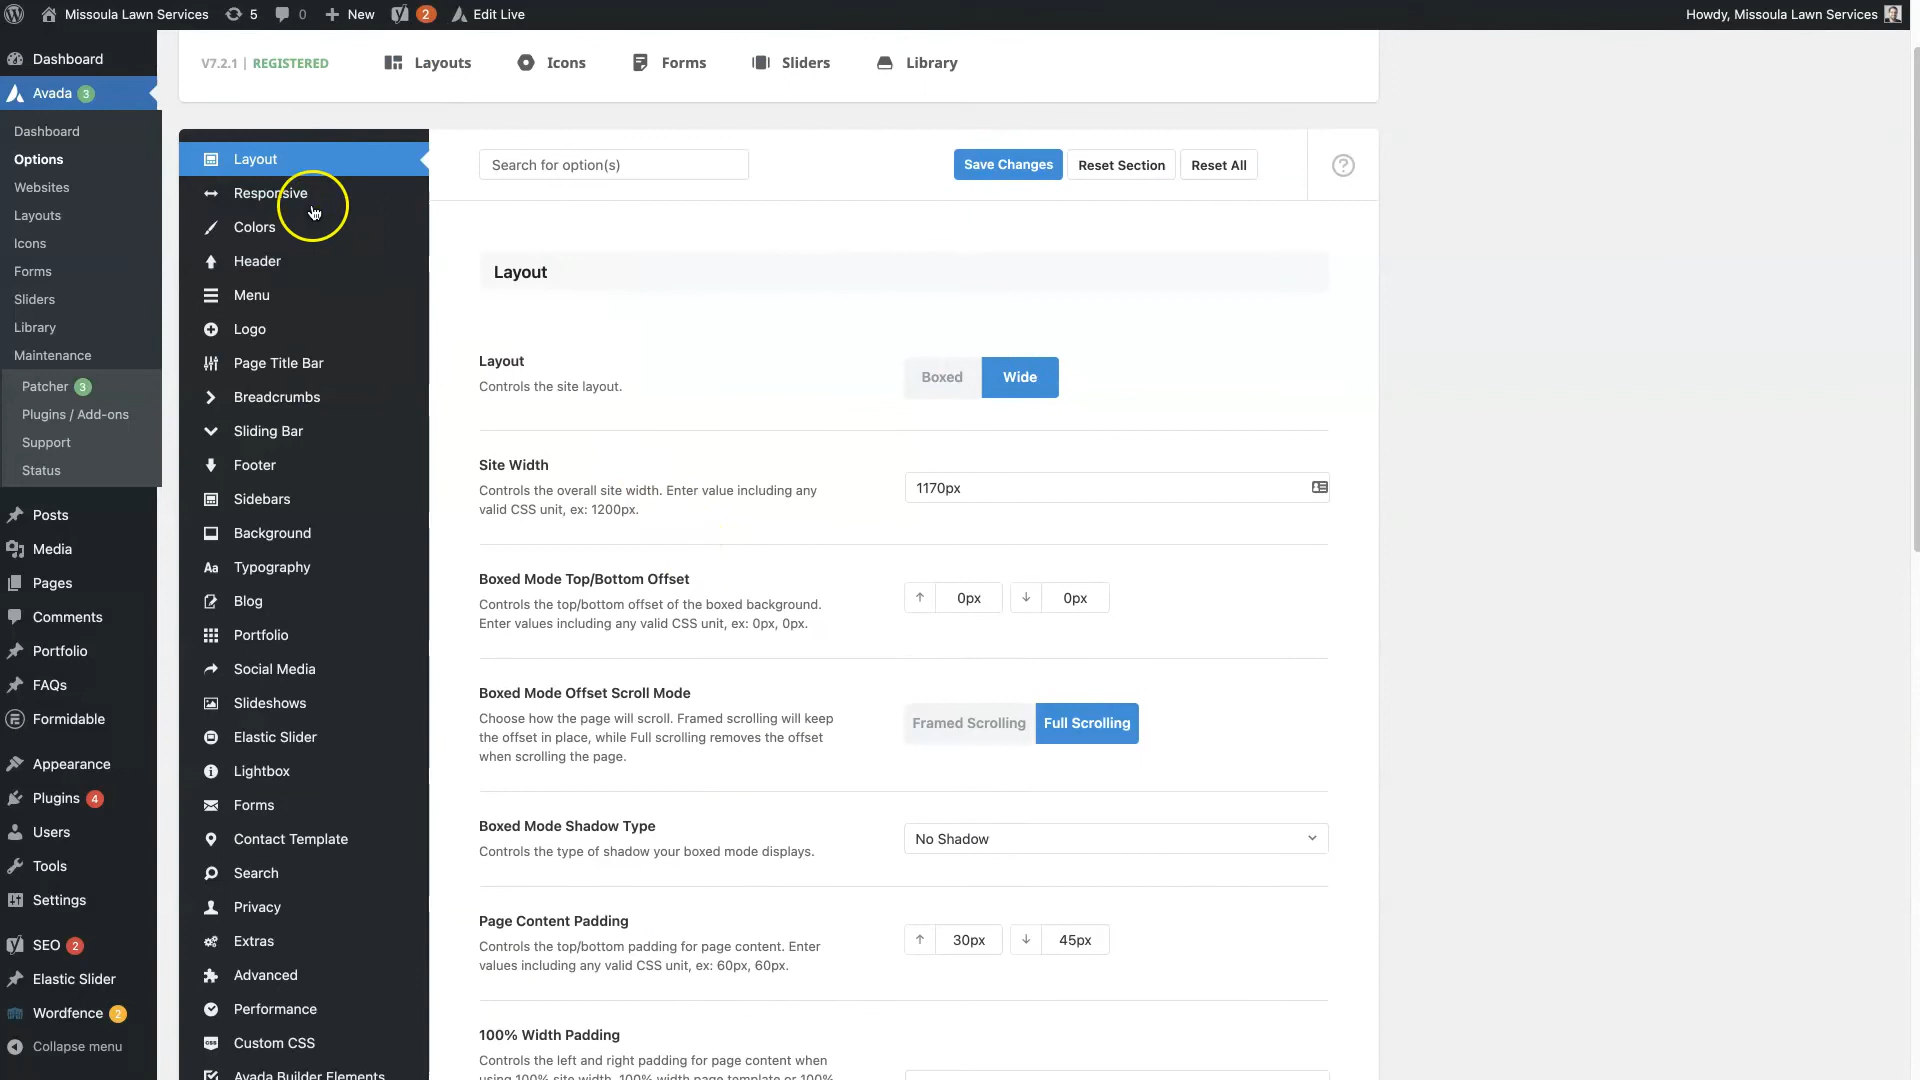 Missoula Lawn Services 5 0 New 2 Edit Live Howdy, Missoula Lawn Services
Dashboard
Avada 3
Dashboard
Options
Websites
Layouts
Icons
Forms
Sliders
Library
Maintenance
Patcher 3
Plugins / Add-ons
Support
Status
Posts
Media
Pages
Comments
Portfolio
FAQs
Formidable
Appearance
Plugins 4
Users
Tools
Settings
SEO 2
Elastic Slider
Wordfence 2
Collapse menu
V7.2.1 | REGISTERED Layouts Icons Forms Sliders Library
Layout
Responsive
Colors
Header
Menu
Logo
Page Title Bar
Breadcrumbs
Sliding Bar
Footer
Sidebars
Background
Aa Typography
Blog
Portfolio
Social Media
Slideshows
Elastic Slider
Lightbox
Forms
Contact Template
Search
Privacy
Extras
Advanced
Performance
Custom CSS
Avada Builder Elements
Search for option(s) Save Changes Reset Section Reset All ?
Layout
Layout
Controls the site layout.
Boxed Wide
Site Width
Controls the overall site width. Enter value including any
valid CSS unit, ex: 1200px.
1170px
Boxed Mode Top/Bottom Offset
Controls the top/bottom offset of the boxed background.
Enter values including any valid CSS unit, ex: 0px, 0px.
0px 0px
Boxed Mode Offset Scroll Mode
Choose how the page will scroll. Framed scrolling will keep
the offset in place, while Full scrolling removes the offset
when scrolling the page.
Framed Scrolling Full Scrolling
Boxed Mode Shadow Type
Controls the type of shadow your boxed mode displays.
No Shadow
Page Content Padding
Controls the top/bottom padding for page content. Enter
values including any valid CSS unit, ex: 60px, 60px.
30px 45px
100% Width Padding
Controls the left and right padding for page content when
using 100% site width, 100% width page template or 100%